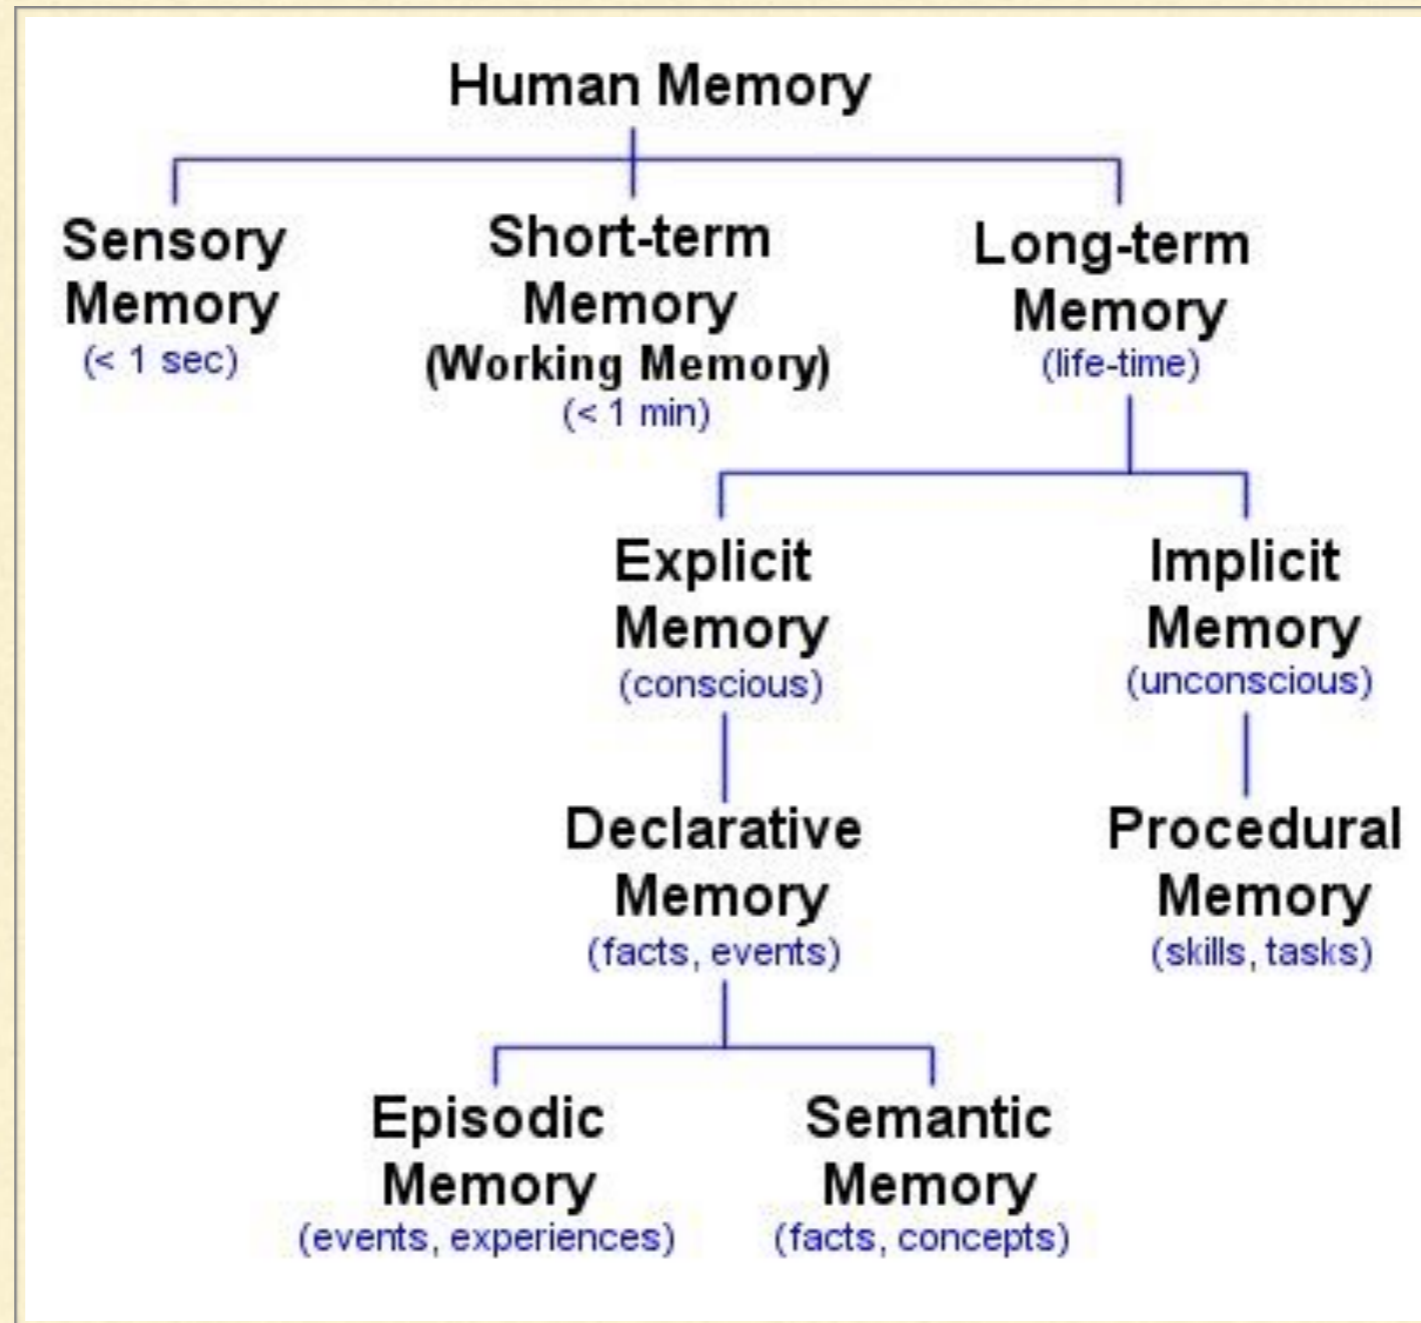 Human Memory
Sensory
Memory
(< 1 sec)
Short-term
Memory
(Working Memory)
(< 1 min)
Long-term
Memory
(life-time)
Explicit
Memory
(conscious)
Implicit
Memory
(unconscious)
Declarative
Memory
(facts, events)
Procedural
Memory
(skills, tasks)
Episodic
Memory
(events, experiences)
Semantic
Memory
(facts, concepts)